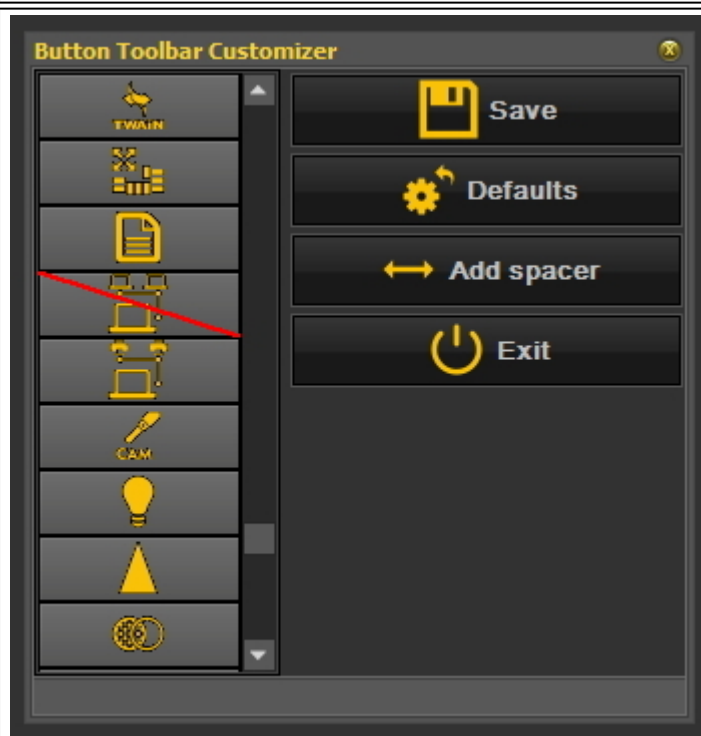 Button Toolbar Customizer
TWAIN
CAM
Save
Defaults
Add spacer
Exit